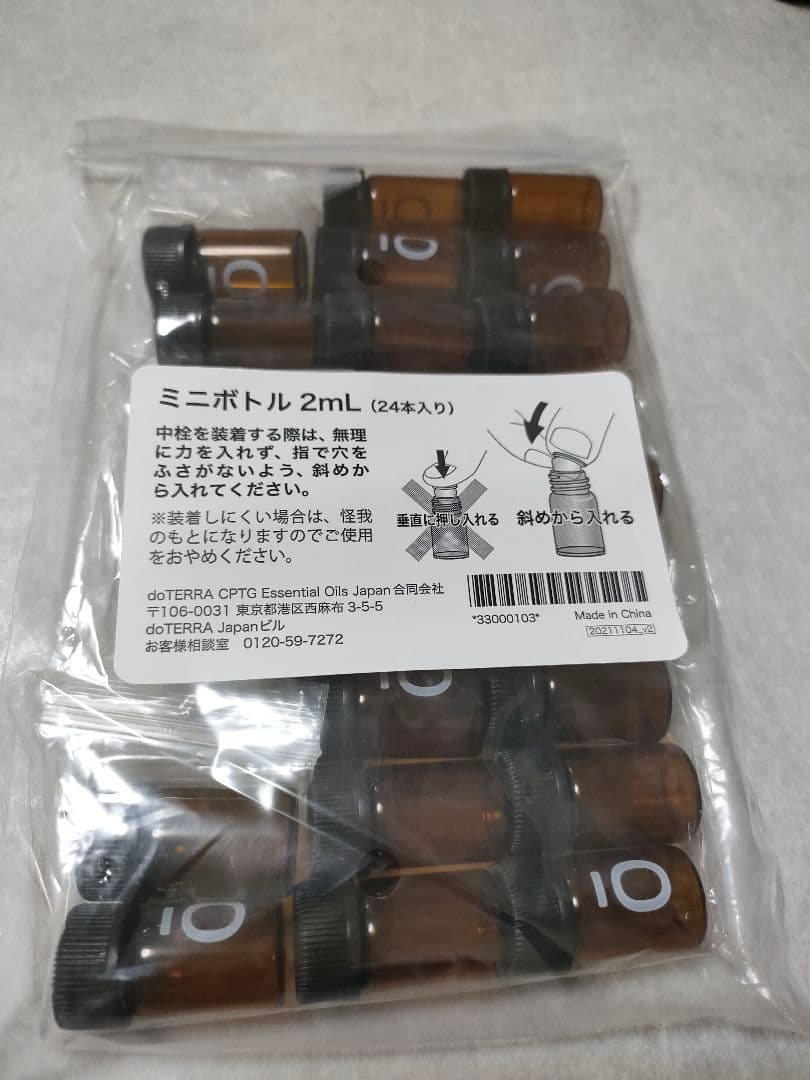 ミニボトル 2mL（24本入り）
中栓を装着する際は、無理
に力を入れず、指で穴を
ふさがないよう、斜めか
ら入れてください。
※装着しにくい場合は、怪我
のもとになりますのでご使用
をおやめください。
垂直に押し入れる
斜めから入れる
doTERRA CPTG Essential Oils Japan合同会社
〒106-0031 東京都港区西麻布 3-5-5
doTERRA Japanビル
お客様相談室　0120-59-7272
*33000103*
Made in China
20211104_v2